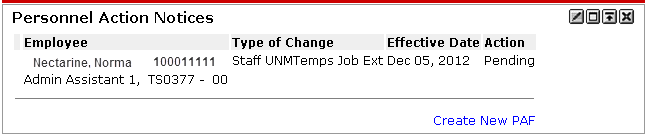 Personnel Action Notices
Employee Type of Change Effective Date Action
Nectarine, Norma 100011111 Staff UNMTemps Job Ext Dec 05, 2012 Pending
Admin Assistant 1, TS0377 - 00
Create New PAF